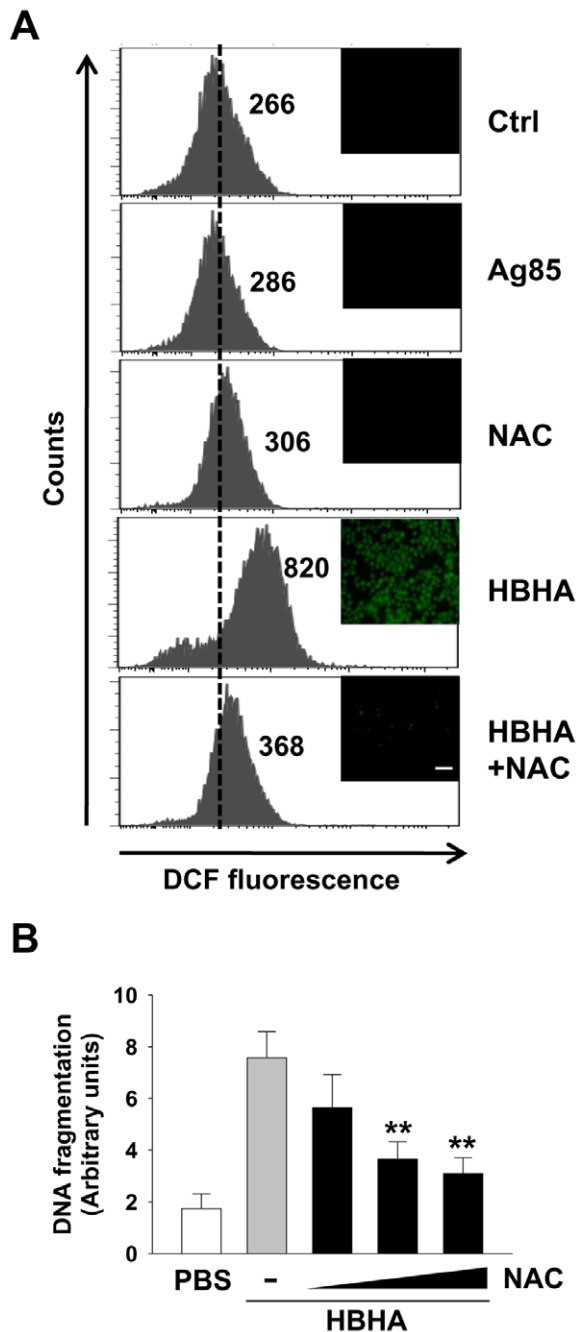 A
266
Ctrl
286
Ag85
306
NAC
820
HBHA
368
HBHA
+NAC
Counts
DCF fluorescence
B
DNA fragmentation
(Arbitrary units)
10
8
6
4
2
0
** **
PBS - NAC
HBHA